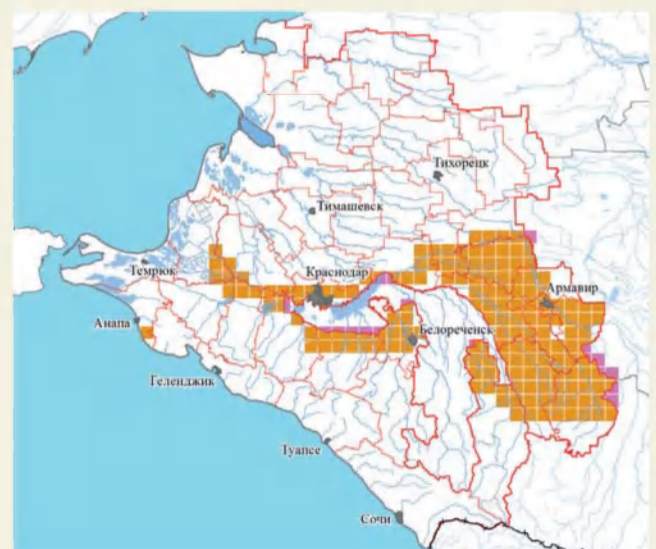 Тихорецк
Тимашевск
Темрюк
Краснодар
Армавир
Анапа
Белореченск
Геленджик
Туапсе
Сочи